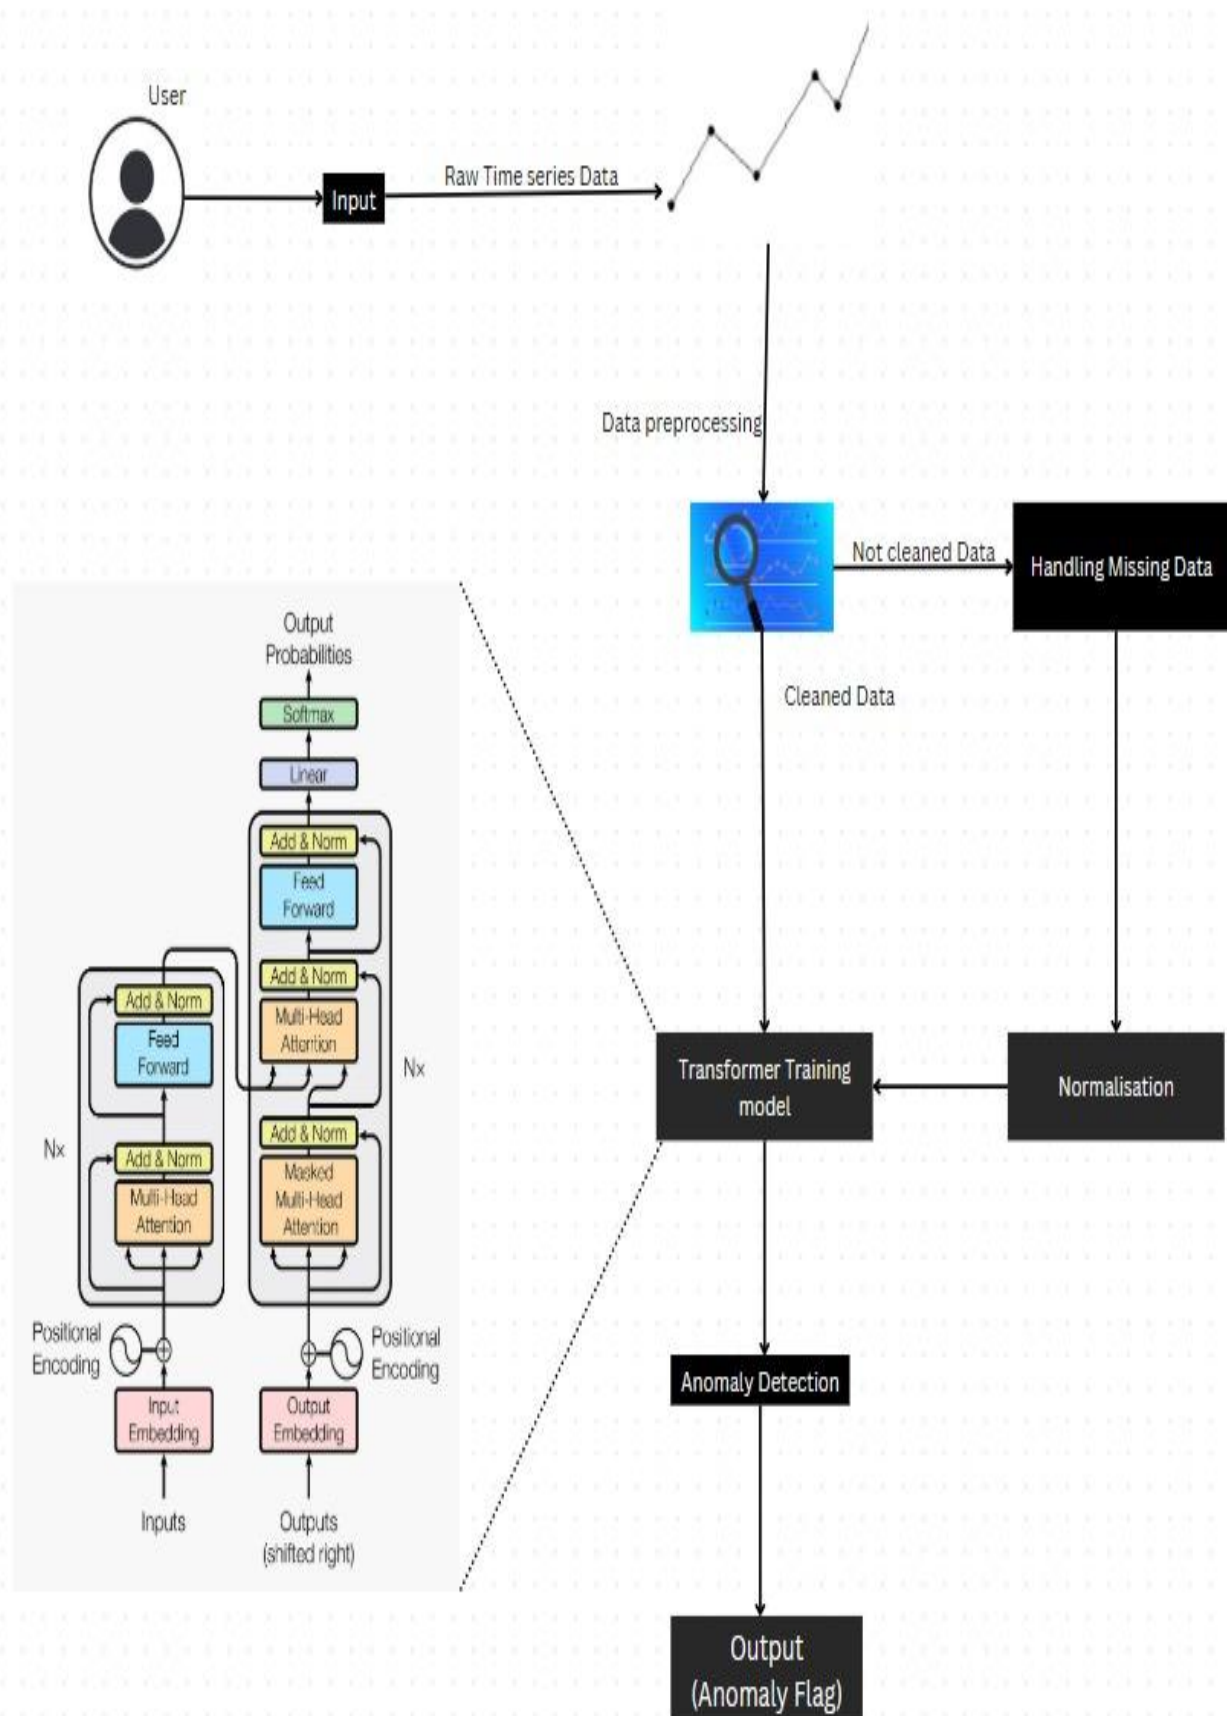 User
Input
Raw Time series Data
Data preprocessing
Not cleaned Data
Handling Missing Data
Cleaned Data
Transformer Training
model
Normalisation
Anomaly Detection
Output
(Anomaly Flag)
Output
Probabilities
Softmax
Linear
Add & Norm
Feed
Forward
Add & Norm
Multi-Head
Attention
Nx
Add & Norm
Masked
Multi-Head
Attention
Add & Norm
Feed
Forward
Nx
Add & Norm
Multi-Head
Attention
Positional
Encoding
Positional
Encoding
Input
Embedding
Output
Embedding
Inputs
Outputs
(shifted right)